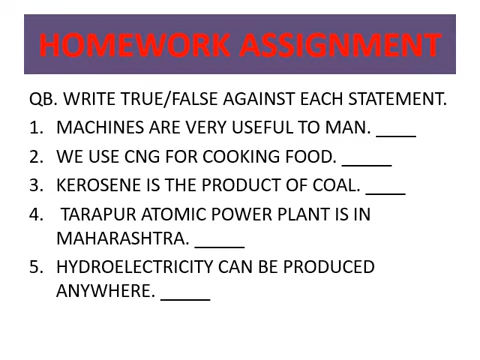 HOMEWORK ASSIGNMENT
QB. WRITE TRUE/FALSE AGAINST EACH STATEMENT.
1. MACHINES ARE VERY USEFUL TO MAN. ____
2. WE USE CNG FOR COOKING FOOD. _____
3. KEROSENE IS THE PRODUCT OF COAL. ____
4. TARAPUR ATOMIC POWER PLANT IS IN
MAHARASHTRA. _____
5. HYDROELECTRICITY CAN BE PRODUCED
ANYWHERE. _____